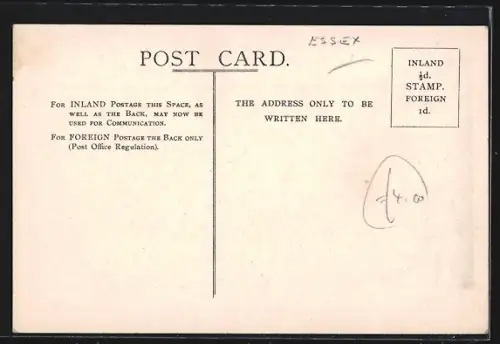 ESSEX
POST CARD.
For INLAND Postage this Space, as
well as the Back, may now be
used for Communication.
For FOREIGN Postage the Back only
(Post Office Regulation).
THE ADDRESS ONLY TO BE
WRITTEN HERE.
INLAND
½d.
STAMP.
FOREIGN
1d.
4.00